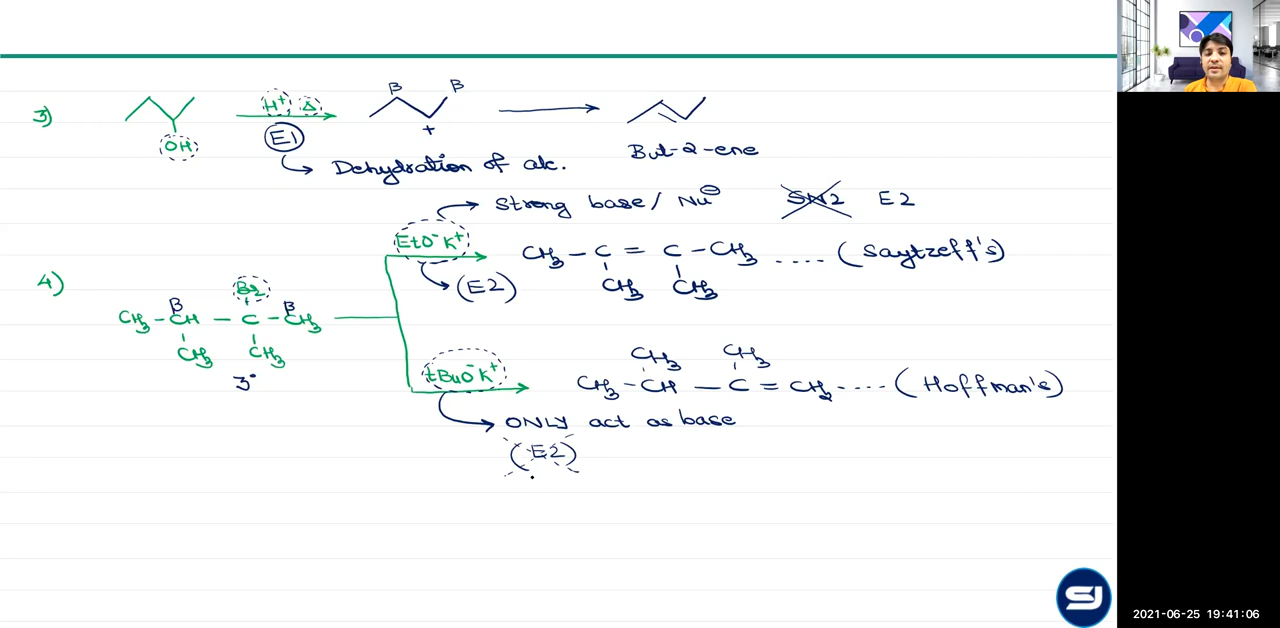 3) OH H⁺ Δ E1 β β + But-2-ene
Dehydration of alc.
Strong base / Nu⊖ SN2 E2
EtO⁻K⁺ CH₃ – C = C – CH₃ .... (Saytzeff's)
(E2) CH₃ CH₃
4) Br
β β
CH₃ – CH – C – CH₃
CH₃ CH₃
3°
CH₃ CH₃
tBuO⁻K⁺ CH₃ – CH – C = CH₂ .... (Hoffman's)
ONLY act as base
(E2)
SJ
2021-06-25 19:41:06